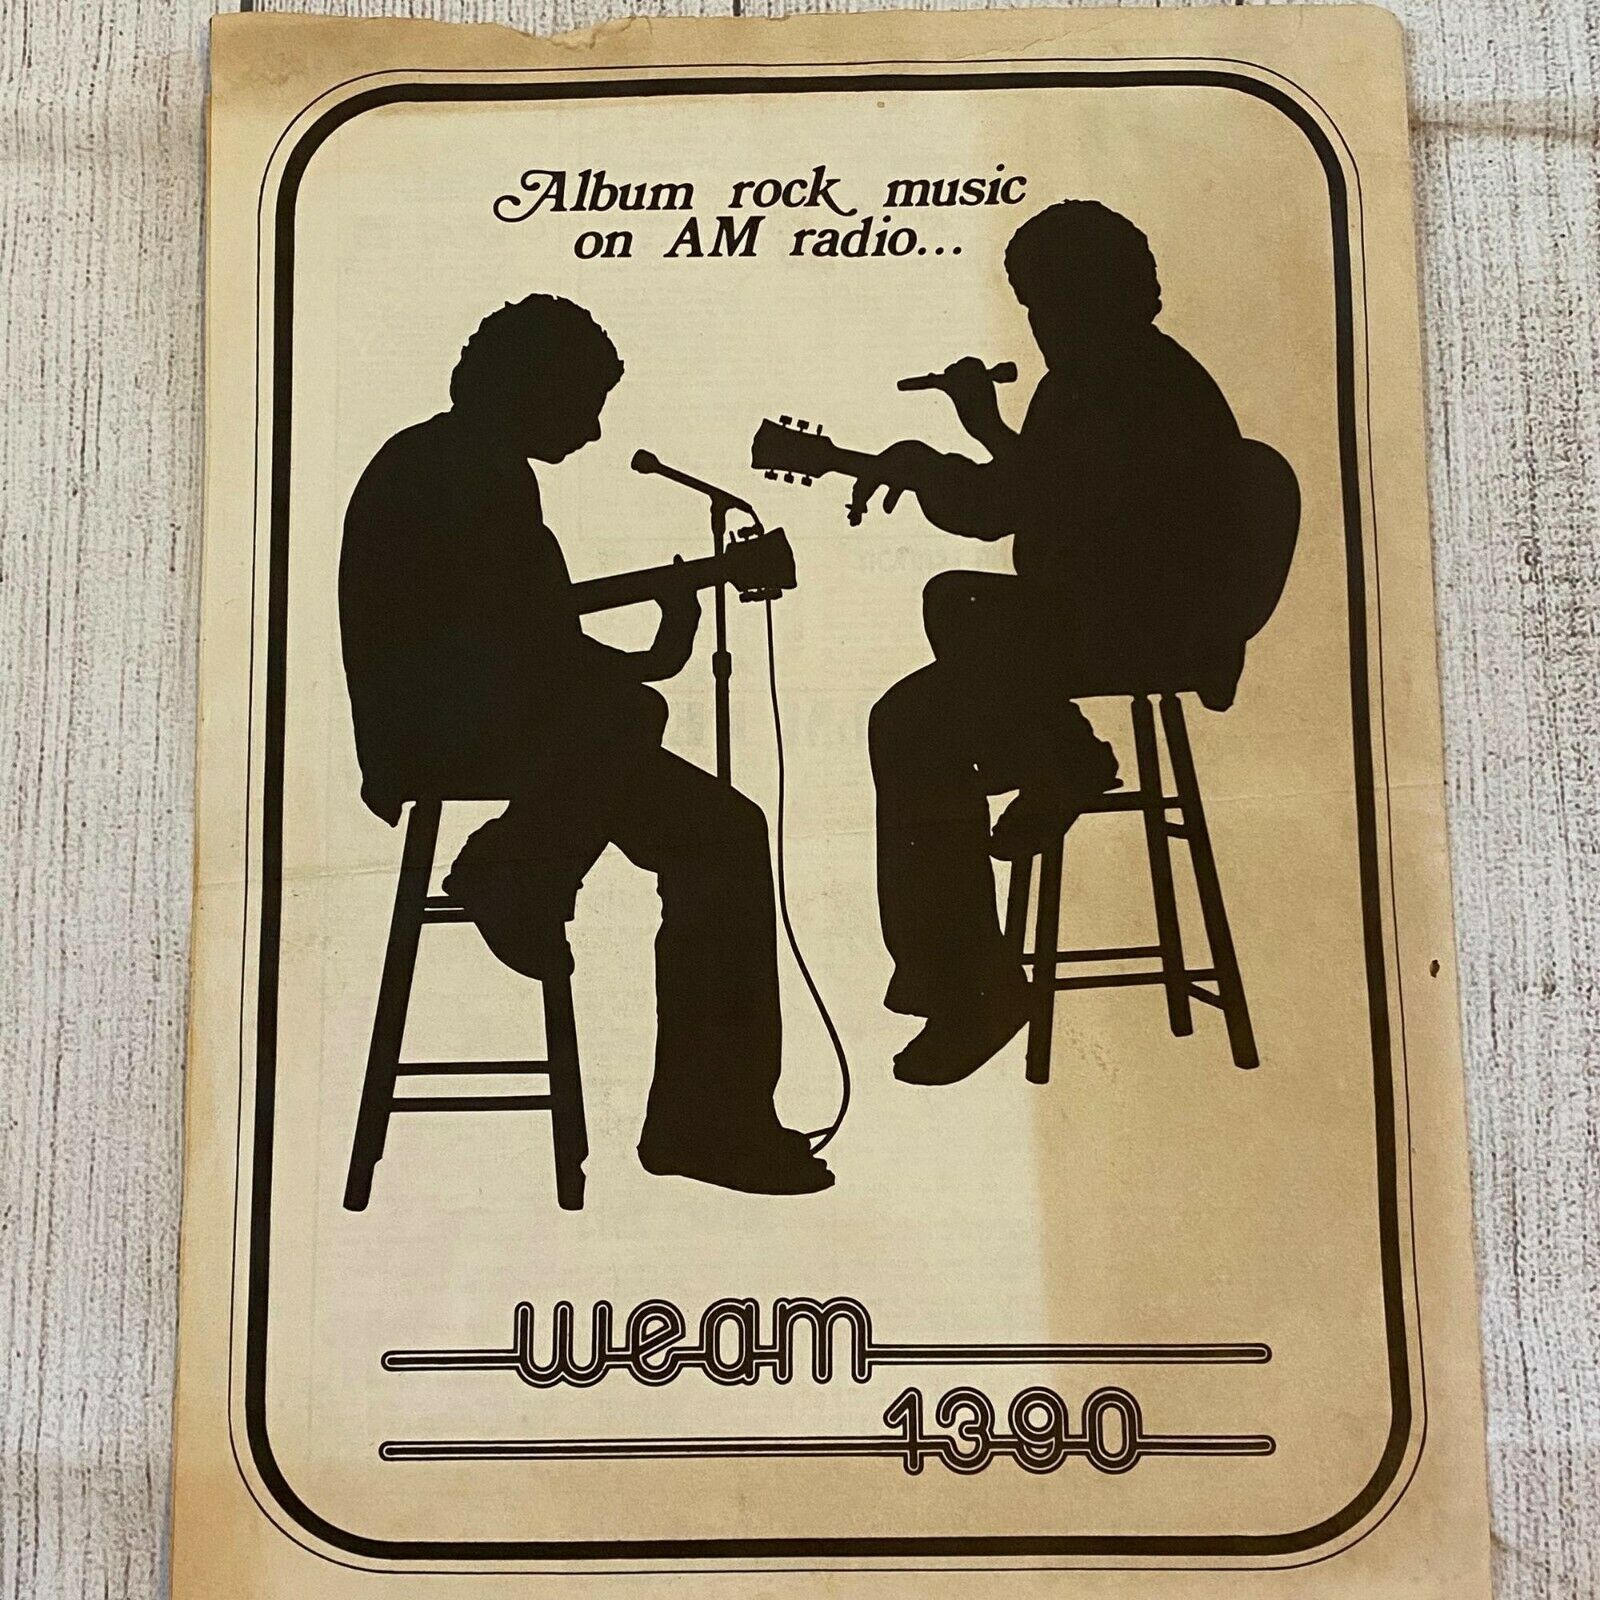 Album rock music
on AM radio...
weam
1390